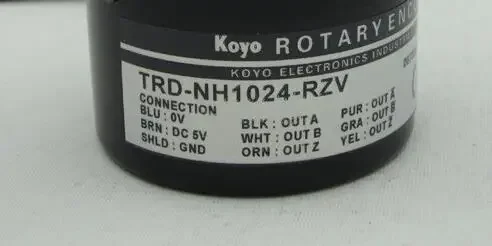 Koyo ROTARY
KOYO ELECTRONICS
TRD-NH1024-RZV
CONNECTION
BLU : 0V BLK : OUT A PUR : OUT A
BRN : DC 5V WHT : OUT B GRA : OUT B
SHLD : GND ORN : OUT Z YEL : OUT Z